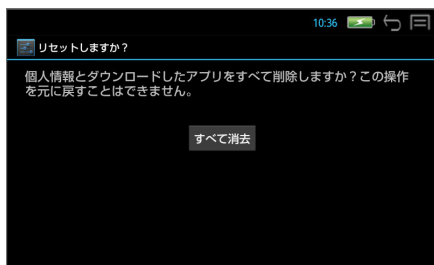 10:36
リセットしますか？
個人情報とダウンロードしたアプリをすべて削除しますか？この操作
を元に戻すことはできません。
すべて消去